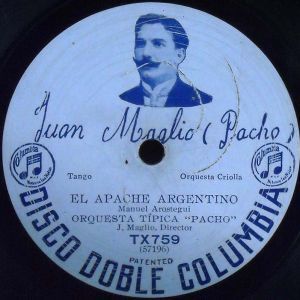 Juan Maglio (Pacho)
Tango
Orquesta Criolla
EL APACHE ARGENTINO
Manuel Arostegui
ORQUESTA TÍPICA "PACHO"
J. Maglio, Director
TX759
(57196)
PATENTED
DISCO DOBLE COLUMBIA